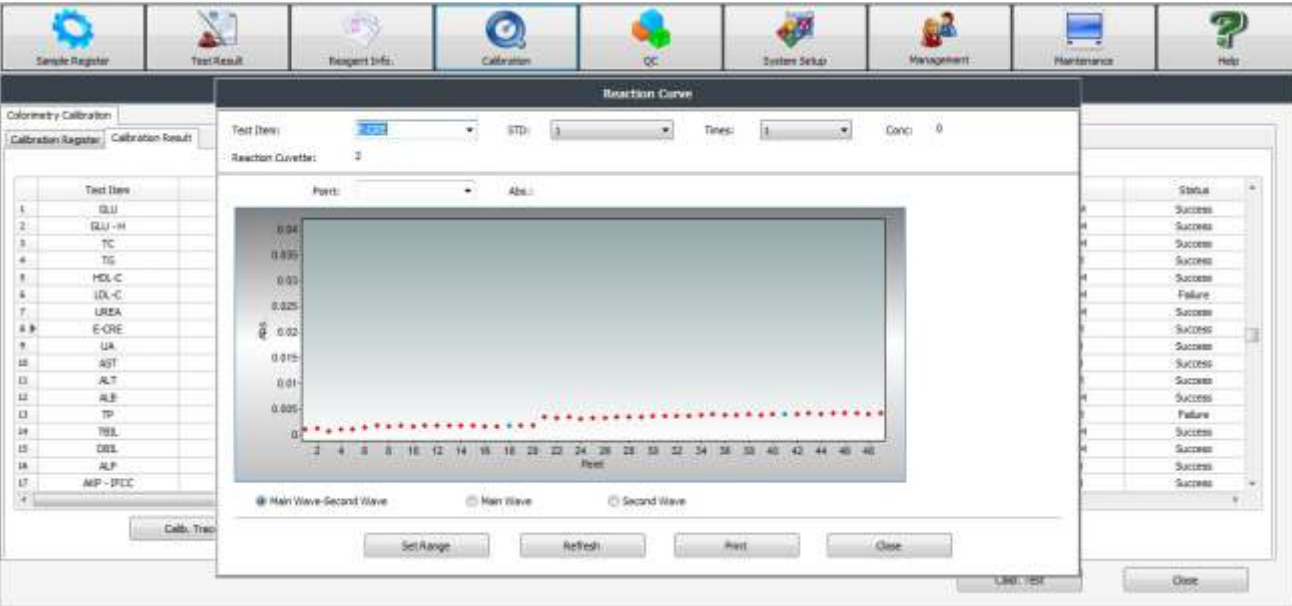 Sample Register Test Result Reagent Info. Calibration QC System Setup Management Maintenance Help
Reaction Curve
Colorimetry Calibration
Calibration Register Calibration Result
Test Item: E-CRE STD: 1 Times: 1 Conc: 0
Reaction Cuvette: 2
Point: Abs.:
Test Item Status
1 GLU Success
2 GLU - H Success
3 TC Success
4 TG Success
5 HDL-C Success
6 LDL-C Failure
7 UREA Success
8 E-CRE Success
9 UA Success
10 AST Success
11 ALT Success
12 ALB Success
13 TP Failure
14 TBIL Success
15 DBIL Success
16 ALP Success
17 AKP - IFCC Success
0.04
0.035
0.03
0.025
0.02
0.015
0.01
0.005
0
Abs
2 4 6 8 10 12 14 16 18 20 22 24 26 28 30 32 34 36 38 40 42 44 46 48
Point
Main Wave-Second Wave Main Wave Second Wave
Calib. Trac
Set Range Refresh Print Close
Calib. Test Close